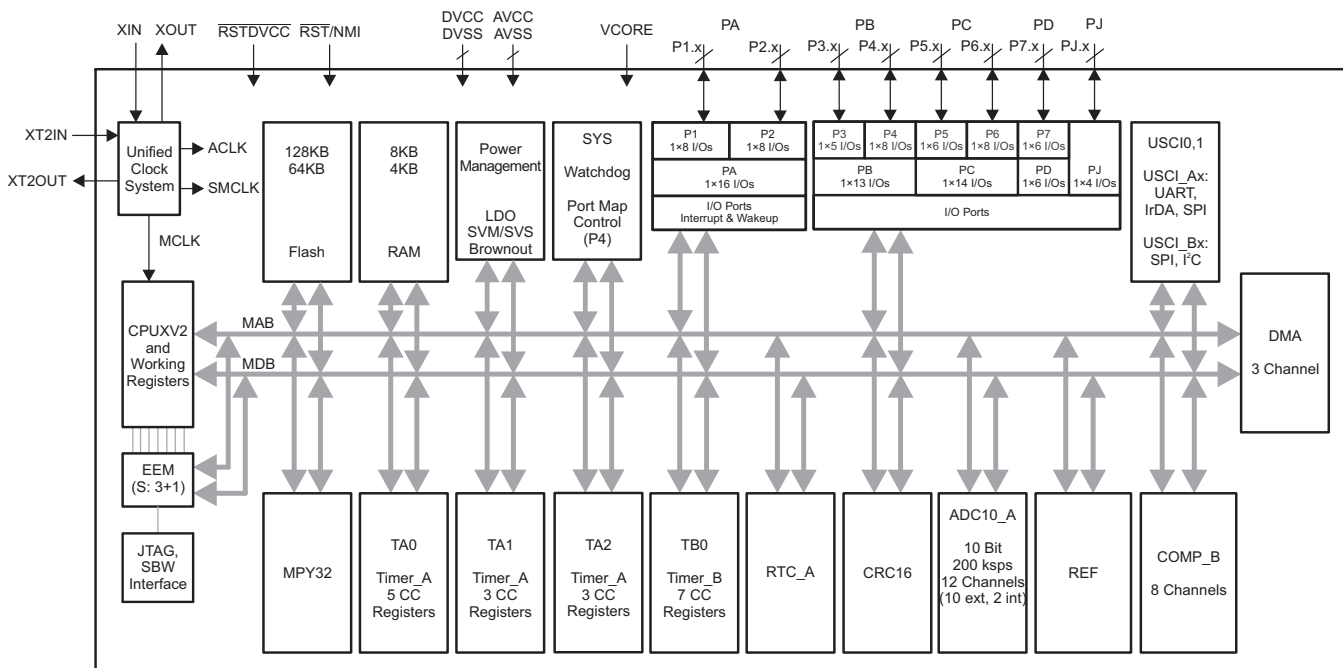 XIN
XOUT
RSTDVCC
RST/NMI
DVCC
DVSS
AVCC
AVSS
VCORE
PA
P1.x
P2.x
PB
P3.x
P4.x
PC
P5.x
P6.x
PD
P7.x
PJ
PJ.x
XT2IN
XT2OUT
Unified
Clock
System
ACLK
SMCLK
MCLK
128KB
64KB
Flash
8KB
4KB
RAM
Power
Management
LDO
SVM/SVS
Brownout
SYS
Watchdog
Port Map
Control
(P4)
P1
1×8 I/Os
P2
1×8 I/Os
PA
1×16 I/Os
I/O Ports
Interrupt & Wakeup
P3
1×5 I/Os
P4
1×8 I/Os
P5
1×6 I/Os
P6
1×8 I/Os
P7
1×6 I/Os
PB
1×13 I/Os
PC
1×14 I/Os
PD
1×6 I/Os
PJ
1×4 I/Os
I/O Ports
USCI0,1
USCI_Ax:
UART,
IrDA, SPI
USCI_Bx:
SPI, I²C
CPUXV2
and
Working
Registers
MAB
MDB
DMA
3 Channel
EEM
(S: 3+1)
JTAG,
SBW
Interface
MPY32
TA0
Timer_A
5 CC
Registers
TA1
Timer_A
3 CC
Registers
TA2
Timer_A
3 CC
Registers
TB0
Timer_B
7 CC
Registers
RTC_A
CRC16
ADC10_A
10 Bit
200 ksps
12 Channels
(10 ext, 2 int)
REF
COMP_B
8 Channels